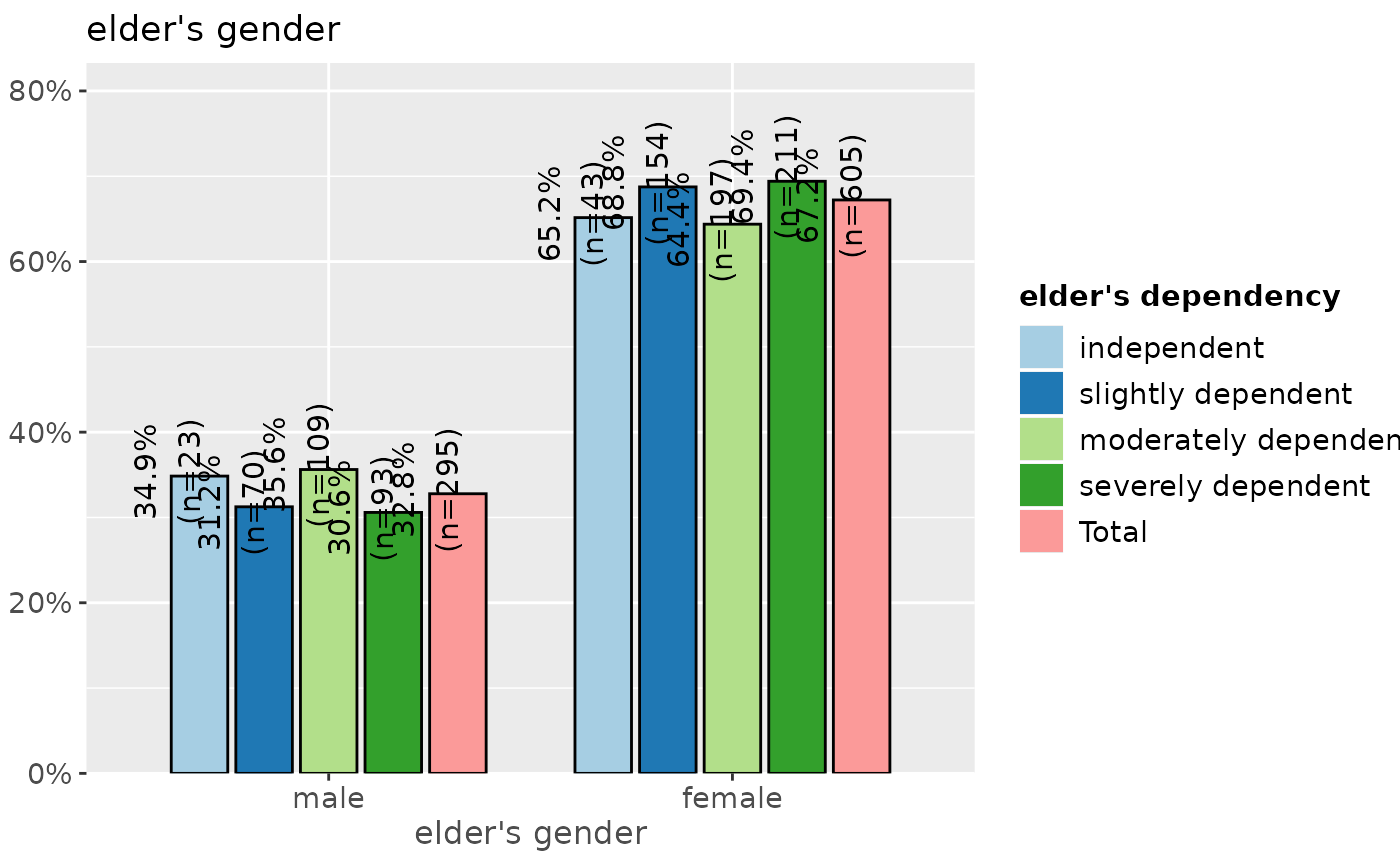 elder's gender
80%
60%
40%
20%
0%
34.9%
(n=23)
31.2%
(n=70)
35.6%
(n=109)
30.6%
(n=93)
32.8%
(n=295)
65.2%
(n=43)
68.8%
(n=154)
64.4%
(n=197)
69.4%
(n=211)
67.2%
(n=605)
male
female
elder's gender
elder's dependency
independent
slightly dependent
moderately dependen
severely dependent
Total